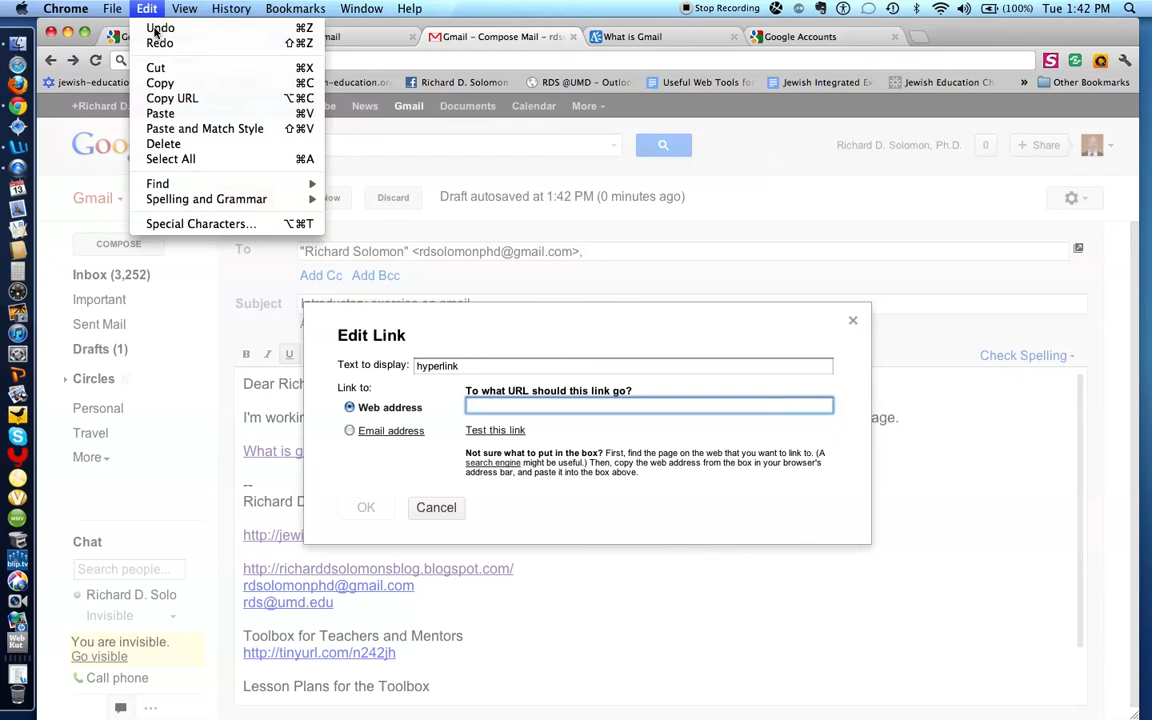 Chrome File Edit View History Bookmarks Window Help Stop Recording (100%) Tue 1:42 PM
Undo ⌘Z
Redo ⇧⌘Z
Cut ⌘X
Copy ⌘C
Copy URL ⌥⌘C
Paste ⌘V
Paste and Match Style ⇧⌘V
Delete
Select All ⌘A
Find
Spelling and Grammar
Special Characters... ⌥⌘T
Gmail – Compose Mail – rds
What is Gmail
Google Accounts
jewish-education
Richard D. Solomon
RDS @UMD – Outloo
Useful Web Tools for
Jewish Integrated Ex
Jewish Education Ch
» Other Bookmarks
+Richard D.
News Gmail Documents Calendar More
Richard D. Solomon, Ph.D. 0 + Share
Gmail
Discard Draft autosaved at 1:42 PM (0 minutes ago)
COMPOSE
Inbox (3,252)
Important
Sent Mail
Drafts (1)
Circles
Personal
Travel
More
Chat
Search people...
Richard D. Solo
Invisible
You are invisible.
Go visible
Call phone
To "Richard Solomon" <rdsolomonphd@gmail.com>,
Add Cc Add Bcc
Subject
B I U Check Spelling
Edit Link
Text to display: hyperlink
Link to: To what URL should this link go?
Web address
Email address Test this link
Not sure what to put in the box? First, find the page on the web that you want to link to. (A
search engine might be useful.) Then, copy the web address from the box in your browser's
address bar, and paste it into the box above.
OK Cancel
Dear Rich
I'm workin age.
What is g
--
Richard D
http://jew
http://richarddsolomonsblog.blogspot.com/
rdsolomonphd@gmail.com
rds@umd.edu
Toolbox for Teachers and Mentors
http://tinyurl.com/n242jh
Lesson Plans for the Toolbox